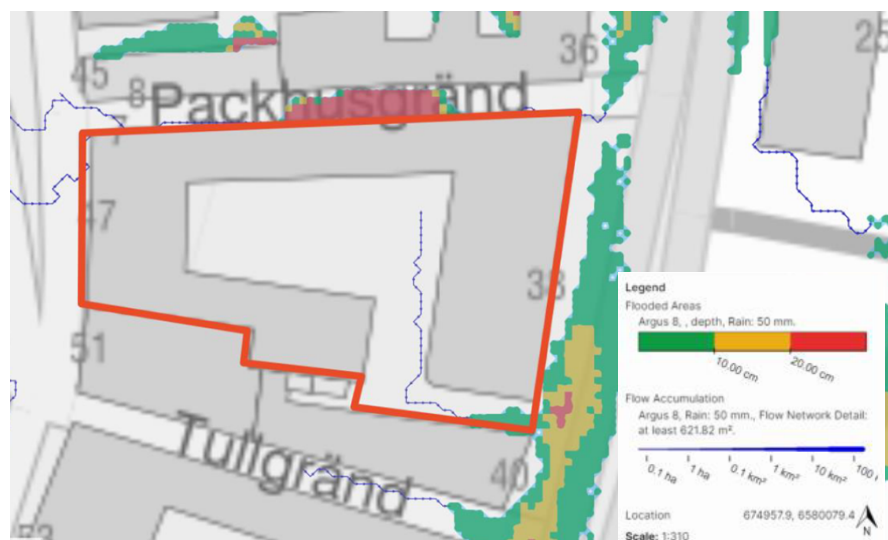 25
36
45
8
Packhusgränd
7
47
38
51
Legend
Flooded Areas
Argus 8, , depth, Rain: 50 mm.
10.00 cm
20.00 cm
Flow Accumulation
Argus 8, Rain: 50 mm., Flow Network Detail:
at least 621.82 m².
0.1 ha
1 ha
0.1 km²
1 km²
10 km²
Tullgränd
40
Location
674957.9, 6580079.4
N
Scale: 1:310